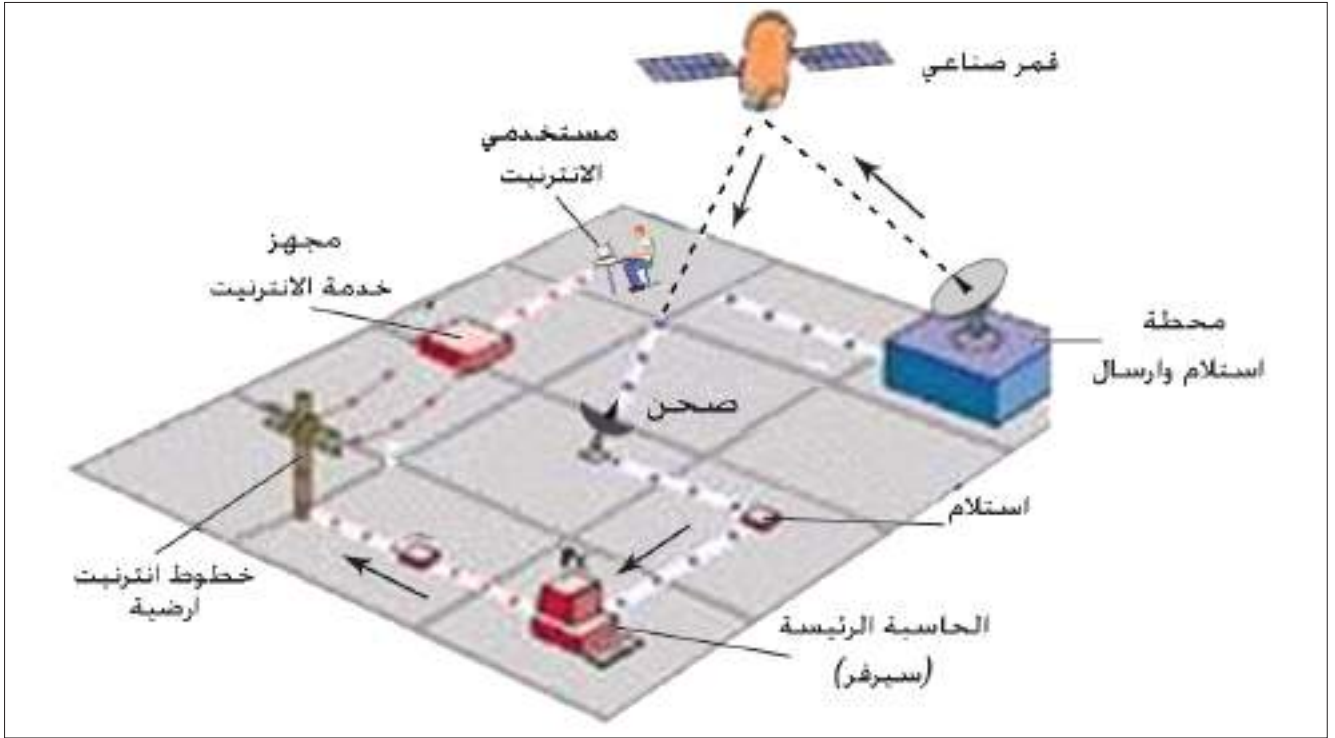 قمر صناعي
مستخدمي
الانترنيت
مجهز
خدمة الانترنيت
محطة
استلام وارسال
صحن
استلام
خطوط انترنيت
ارضية
الحاسبة الرئيسة
(سيرفر)